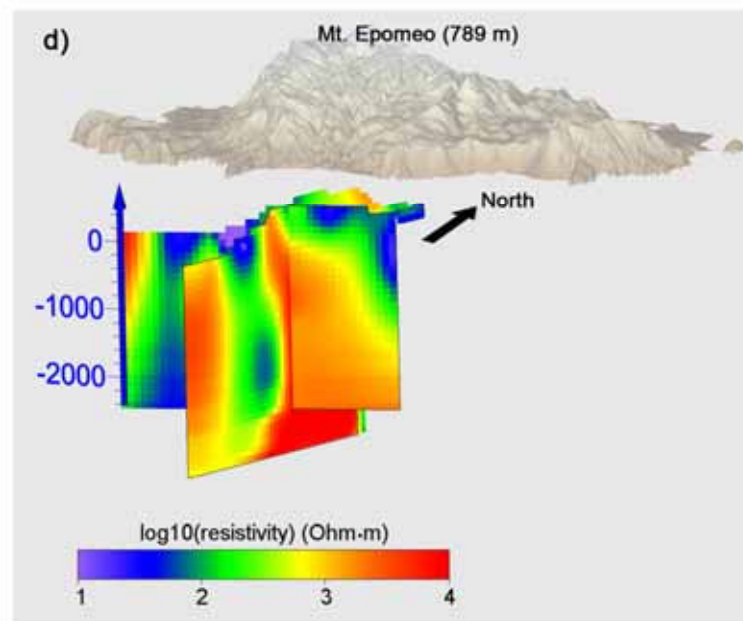 d)
Mt. Epomeo (789 m)
North
0
-1000
-2000
log10(resistivity) (Ohm·m)
1 2 3 4